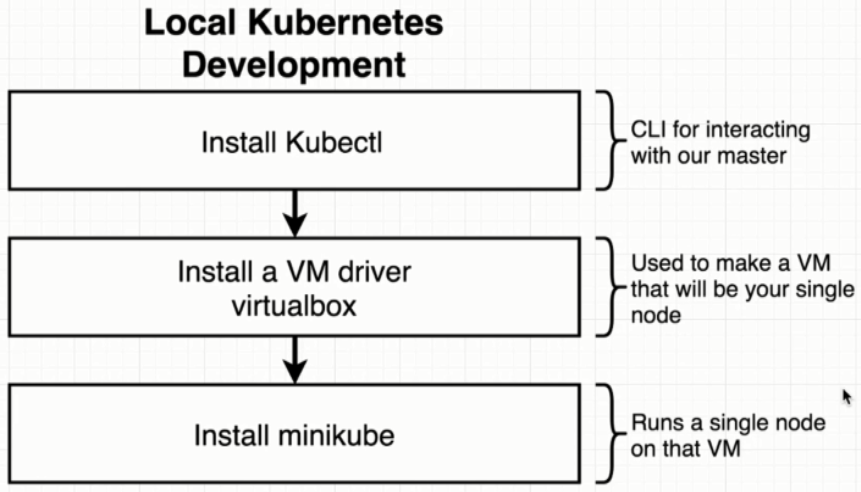 Local Kubernetes
Development
Install Kubectl
CLI for interacting
with our master
Install a VM driver
virtualbox
Used to make a VM
that will be your single
node
Install minikube
Runs a single node
on that VM